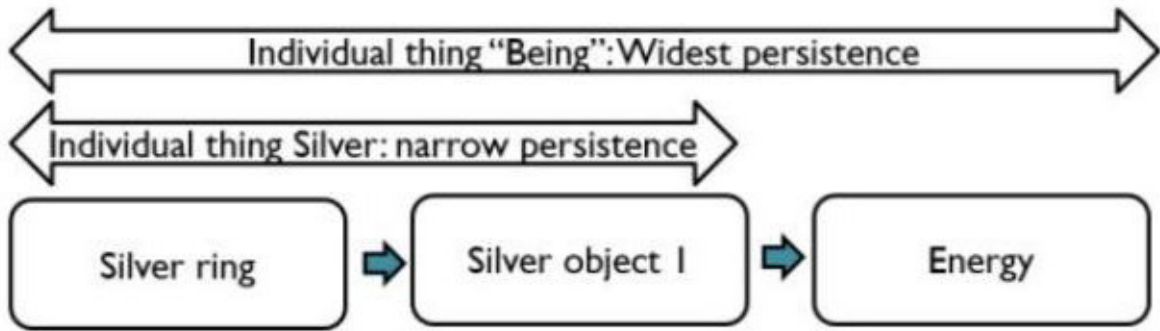 Individual thing “Being”: Widest persistence
Individual thing Silver: narrow persistence
Silver ring
Silver object 1
Energy